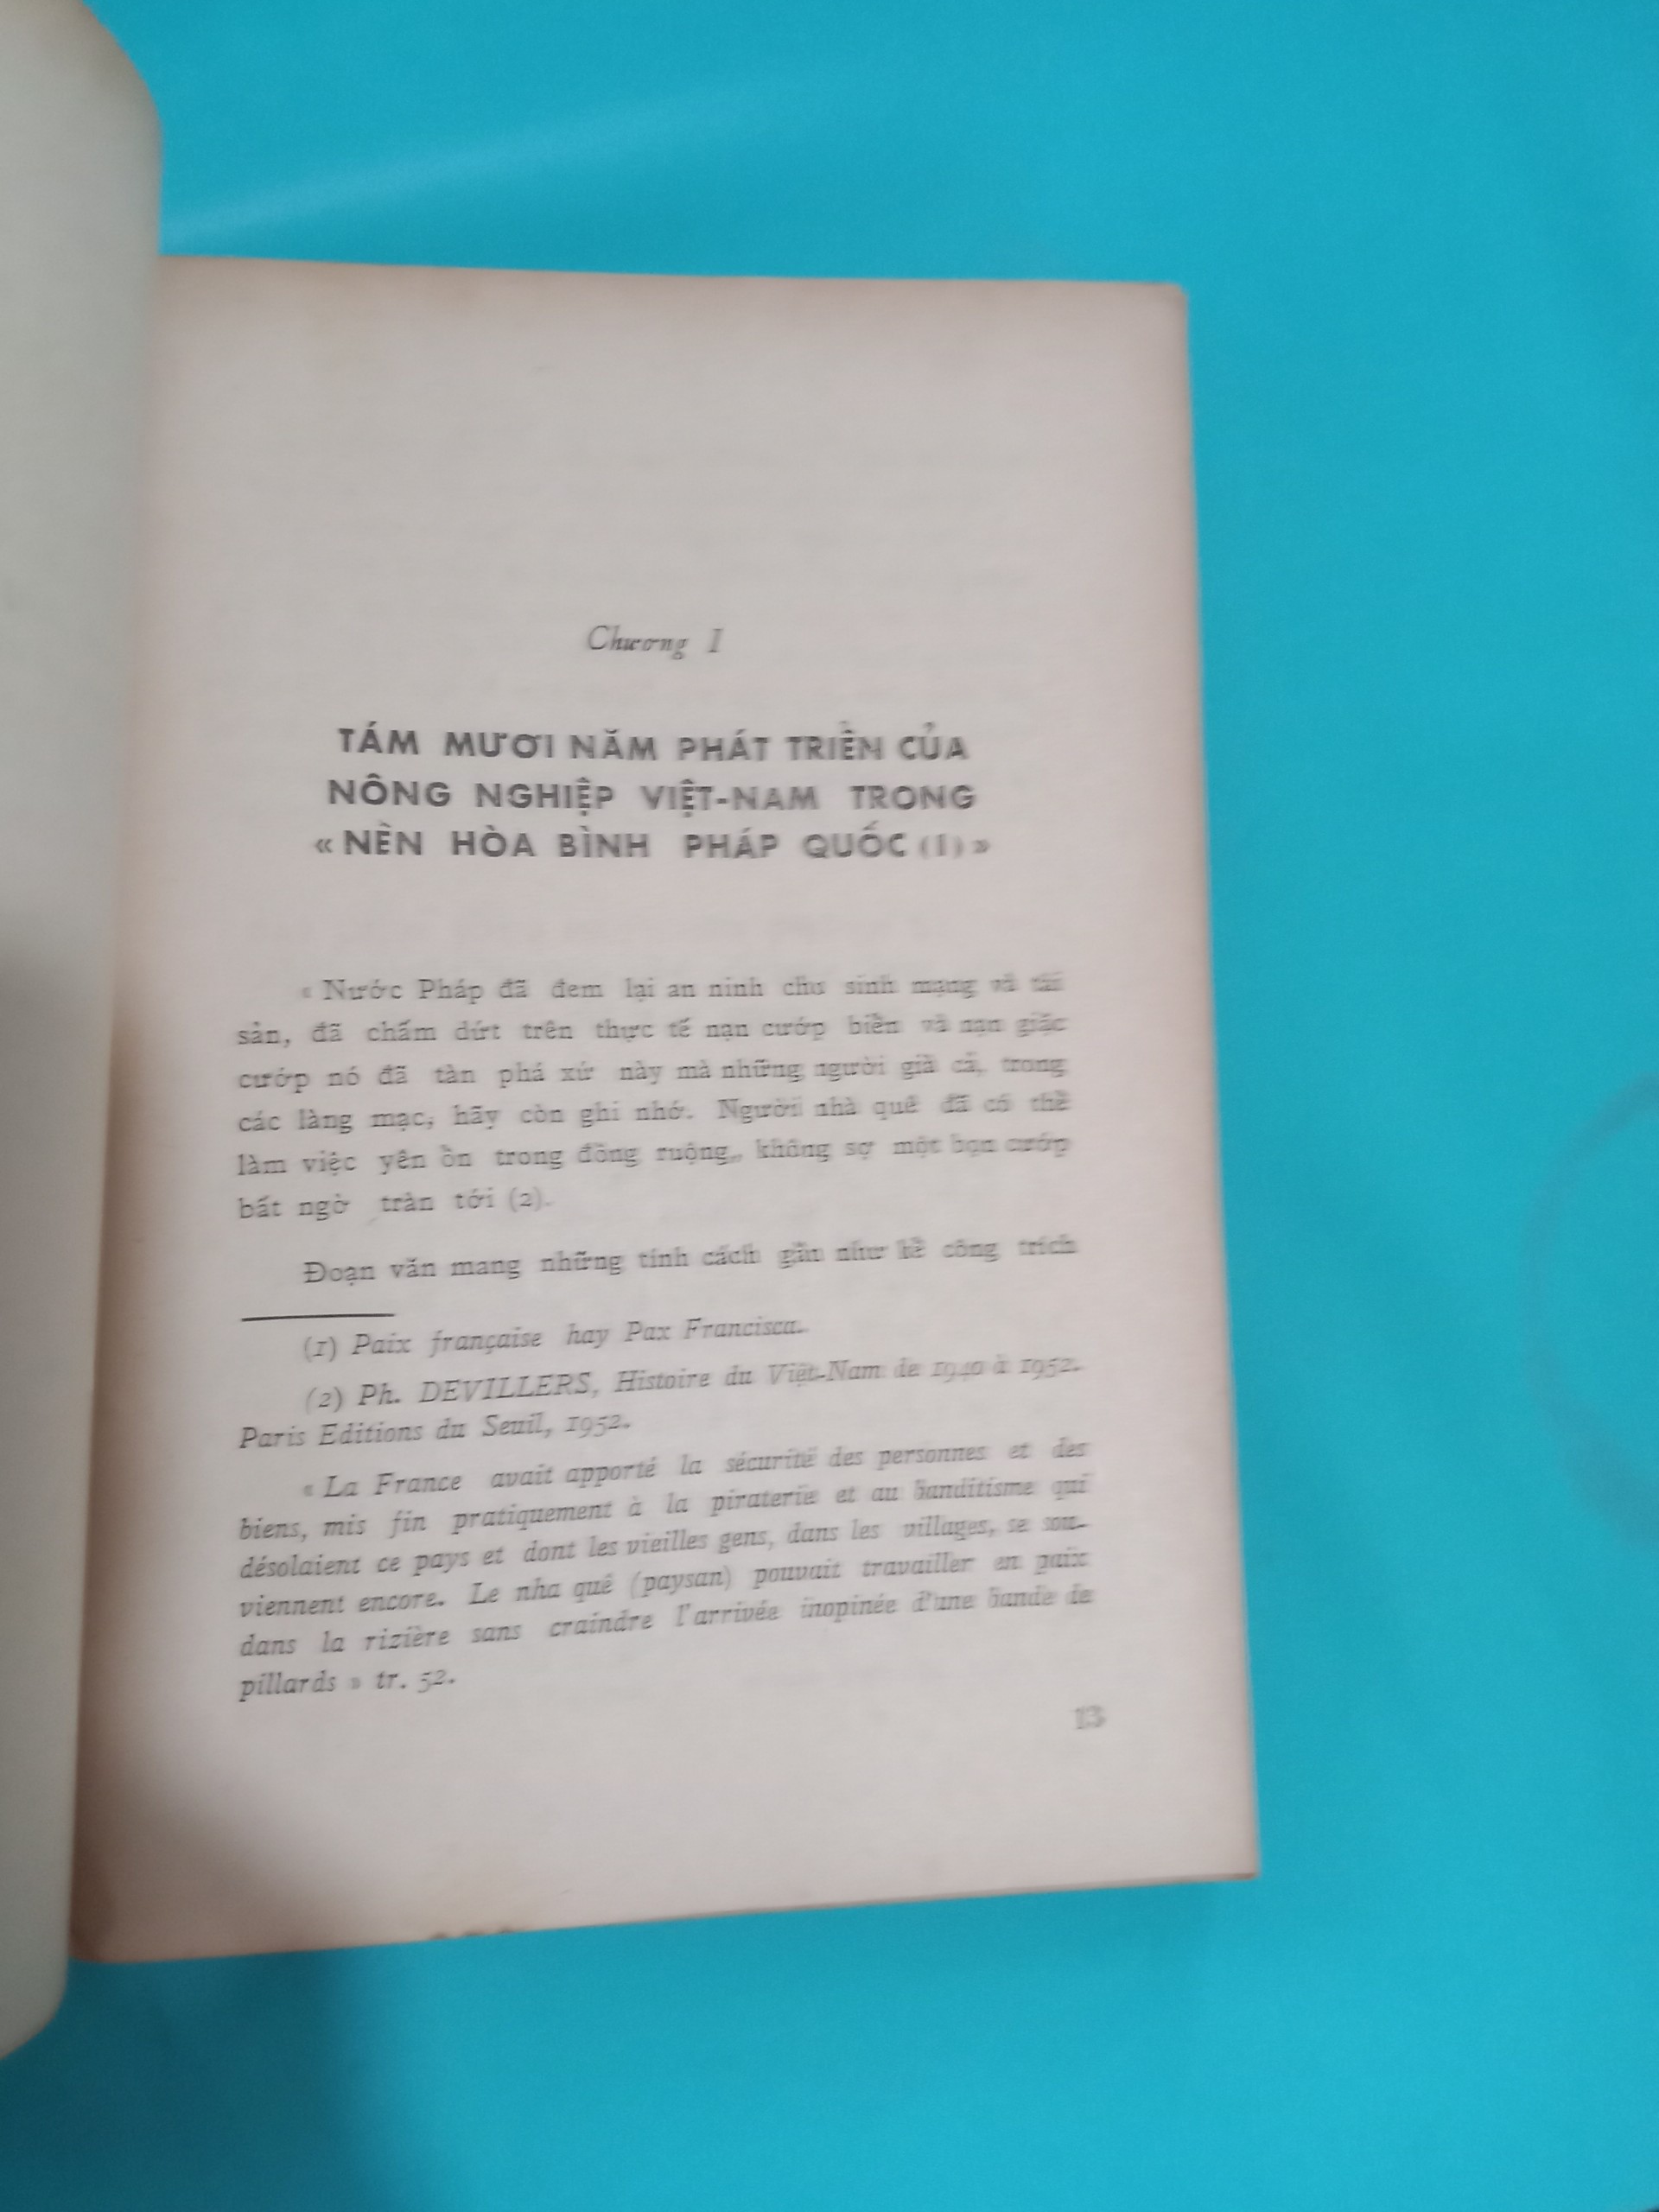 Chương I
TÁM MƯƠI NĂM PHÁT TRIỂN CỦA
NÔNG NGHIỆP VIỆT-NAM TRONG
« NỀN HÒA BÌNH PHÁP QUỐC (1) »
« Nước Pháp đã đem lại an ninh cho sinh mạng và tài
sản, đã chấm dứt trên thực tế nạn cướp biển và nạn giặc
cướp nó đã tàn phá xứ này mà những người già cả, trong
các làng mạc, hãy còn ghi nhớ. Người nhà quê đã có thể
làm việc yên ổn trong đồng ruộng, không sợ một bọn cướp
bất ngờ tràn tới (2).
Đoạn văn mang những tính cách gần như kể công trích
(1) Paix française hay Pax Francisca.
(2) Ph. DEVILLERS, Histoire du Việt-Nam de 1940 à 1952.
Paris Editions du Seuil, 1952.
« La France avait apporté la sécurité des personnes et des
biens, mis fin pratiquement à la piraterie et au banditisme qui
désolaient ce pays et dont les vieilles gens, dans les villages, se sou-
viennent encore. Le nha quê (paysan) pouvait travailler en paix
dans la rizière sans craindre l'arrivée inopinée d'une bande de
pillards » tr. 52.
13